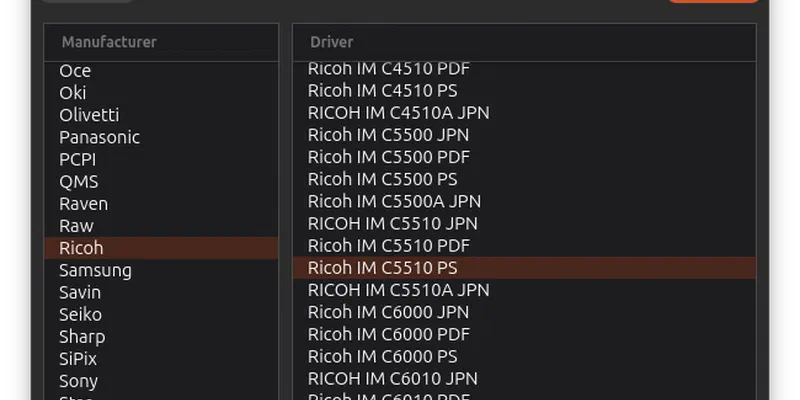 Manufacturer
Oce
Oki
Olivetti
Panasonic
PCPI
QMS
Raven
Raw
Ricoh
Samsung
Savin
Seiko
Sharp
SiPix
Sony
Driver
Ricoh IM C4510 PDF
Ricoh IM C4510 PS
RICOH IM C4510A JPN
Ricoh IM C5500 JPN
Ricoh IM C5500 PDF
Ricoh IM C5500 PS
Ricoh IM C5500A JPN
RICOH IM C5510 JPN
Ricoh IM C5510 PDF
Ricoh IM C5510 PS
RICOH IM C5510A JPN
Ricoh IM C6000 JPN
Ricoh IM C6000 PDF
Ricoh IM C6000 PS
RICOH IM C6010 JPN
Ricoh IM C6010 PDF